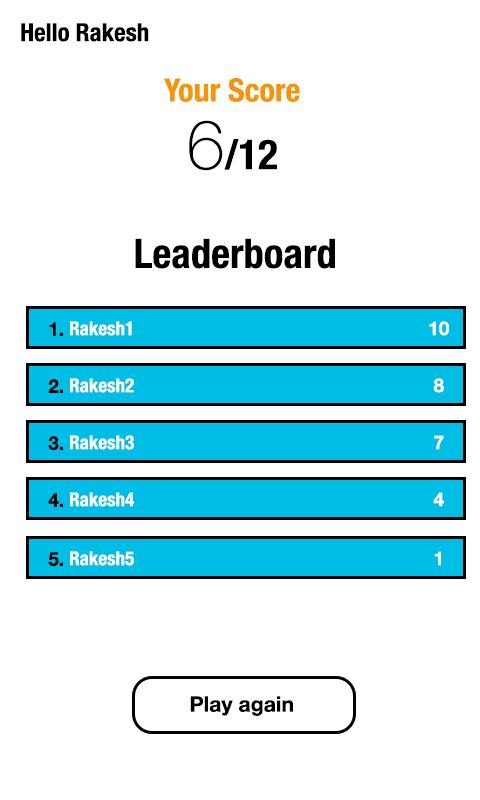 Hello Rakesh
Your Score
6/12
Leaderboard
1. Rakesh1 10
2. Rakesh2 8
3. Rakesh3 7
4. Rakesh4 4
5. Rakesh5 1
Play again